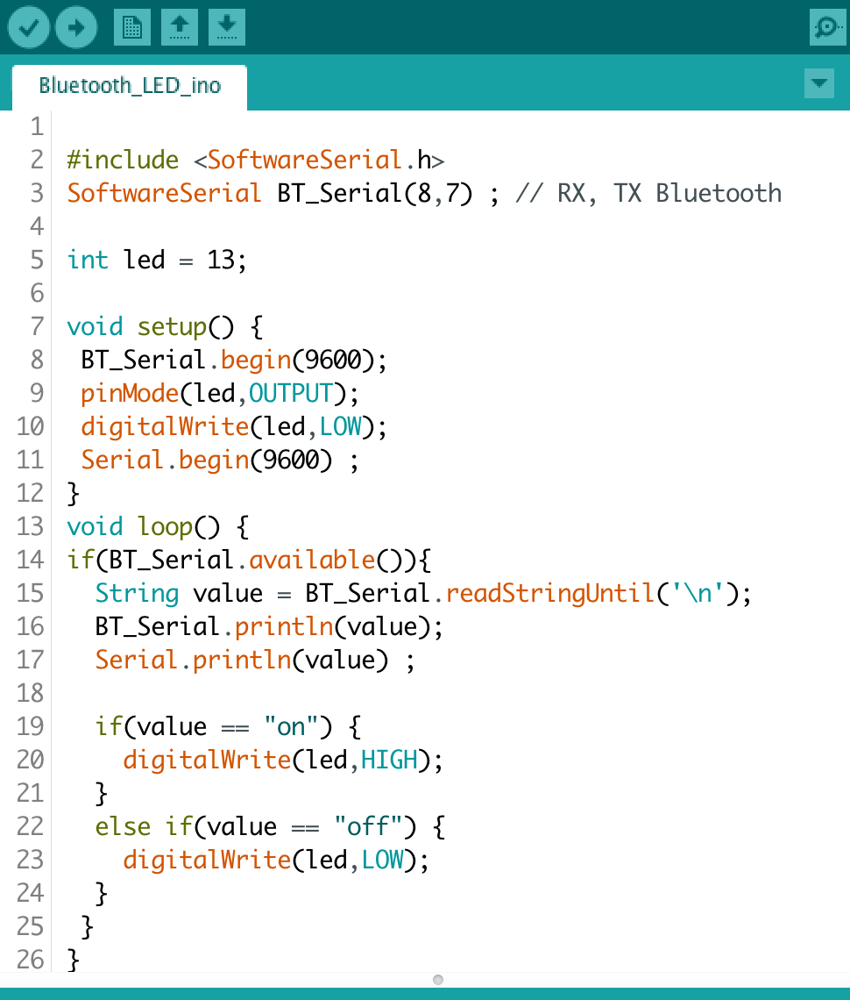 Bluetooth_LED_ino
1
2 #include <SoftwareSerial.h>
3 SoftwareSerial BT_Serial(8,7) ; // RX, TX Bluetooth
4
5 int led = 13;
6
7 void setup() {
8  BT_Serial.begin(9600);
9  pinMode(led,OUTPUT);
10  digitalWrite(led,LOW);
11  Serial.begin(9600) ;
12 }
13 void loop() {
14 if(BT_Serial.available()){
15   String value = BT_Serial.readStringUntil('\n');
16   BT_Serial.println(value);
17   Serial.println(value) ;
18
19   if(value == "on") {
20     digitalWrite(led,HIGH);
21   }
22   else if(value == "off") {
23     digitalWrite(led,LOW);
24   }
25  }
26 }